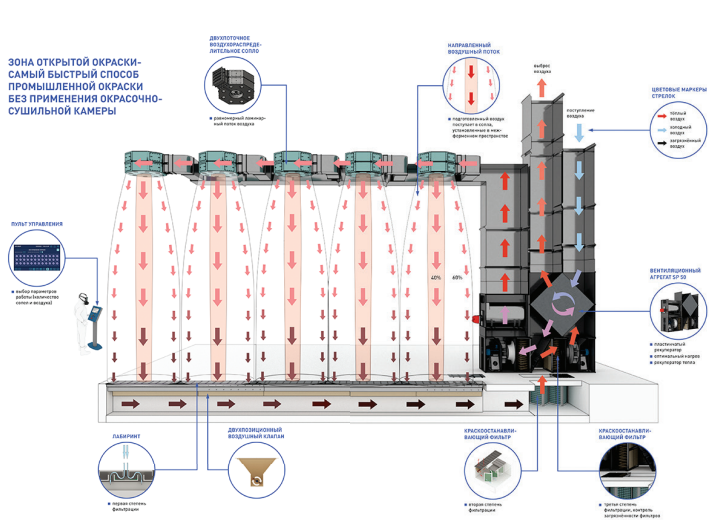 ЗОНА ОТКРЫТОЙ ОКРАСКИ-
САМЫЙ БЫСТРЫЙ СПОСОБ
ПРОМЫШЛЕННОЙ ОКРАСКИ
БЕЗ ПРИМЕНЕНИЯ ОКРАСОЧНО-
СУШИЛЬНОЙ КАМЕРЫ
ДВУХПОТОЧНОЕ
ВОЗДУХОРАСПРЕДЕ-
ЛИТЕЛЬНОЕ СОПЛО
равномерный ламинар-
ный поток воздуха
НАПРАВЛЕННЫЙ
ВОЗДУШНЫЙ ПОТОК
подготовленный воздух
поступает в сопла,
установленные в меж-
ферменном пространстве
выброс
воздуха
поступление
воздуха
ЦВЕТОВЫЕ МАРКЕРЫ
СТРЕЛОК
тёплый
воздух
холодный
воздух
загрязнённый
воздух
ПУЛЬТ УПРАВЛЕНИЯ
выбор параметров
работы (количество
сопел и воздуха)
40%
60%
ВЕНТИЛЯЦИОННЫЙ
АГРЕГАТ SP 50
пластинчатый
рекуператор
оптимальный нагрев
рекуператор тепла
ЛАБИРИНТ
первая степень
фильтрации
ДВУХПОЗИЦИОННЫЙ
ВОЗДУШНЫЙ КЛАПАН
КРАСКООСТАНАВЛИ-
ВАЮЩИЙ ФИЛЬТР
вторая степень
фильтрации
КРАСКООСТАНАВЛИ-
ВАЮЩИЙ ФИЛЬТР
третья степень
фильтрации, контроль
загрязнённости фильтров